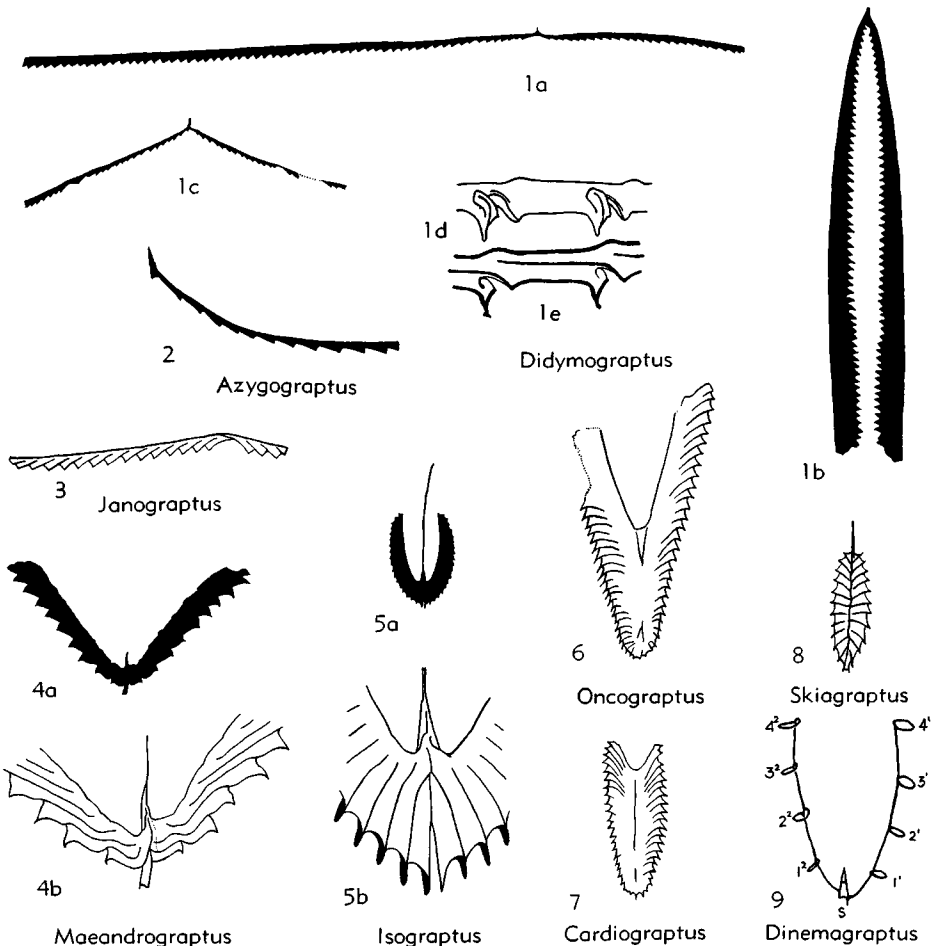 1a
1b
1c
1d
1e
Didymograptus
2
Azygograptus
3
Janograptus
4a
4b
Maeandrograptus
5a
5b
Isograptus
6
Oncograptus
7
Cardiograptus
8
Skiagraptus
4² 4¹
3² 3¹
2² 2¹
1² 1¹
S
9
Dinemagraptus